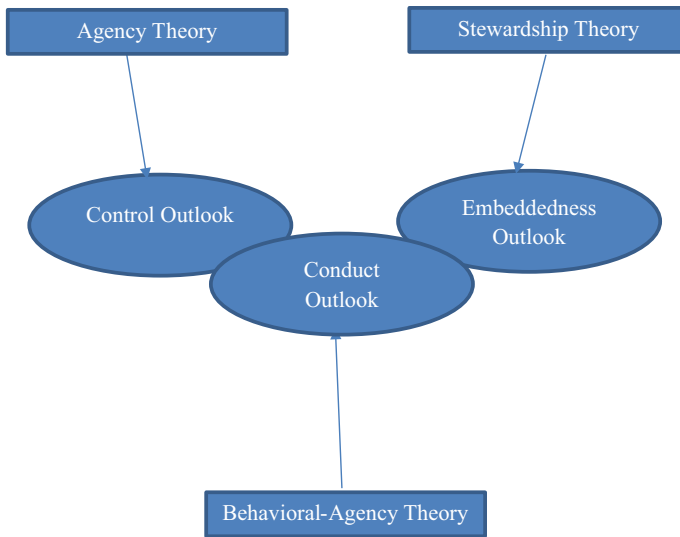 Agency Theory
Stewardship Theory
Control Outlook
Embeddedness
Outlook
Conduct
Outlook
Behavioral-Agency Theory